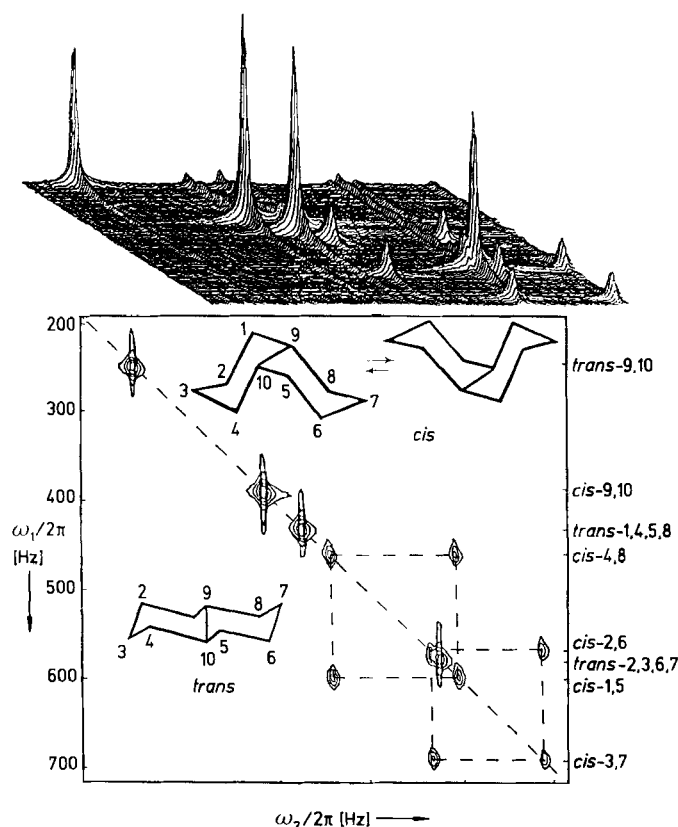 200
300
400
500
600
700
ω₁/2π
[Hz]
1
9
2
8
3
10
5
7
4
6
cis
trans-9,10
cis-9,10
trans-1,4,5,8
cis-4,8
cis-2,6
trans-2,3,6,7
cis-1,5
cis-3,7
2
9
7
4
8
3
10
5
6
trans
ω₂/2π [Hz]